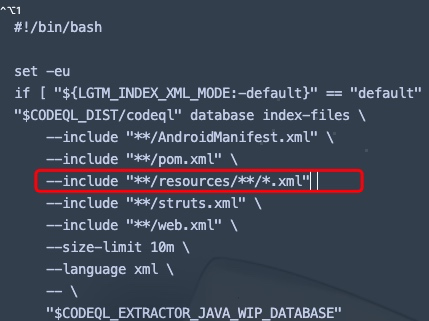 ^⌥1
#!/bin/bash
set -eu
if [ "${LGTM_INDEX_XML_MODE:-default}" == "default"
"$CODEQL_DIST/codeql" database index-files \
--include "**/AndroidManifest.xml" \
--include "**/pom.xml" \
--include "**/resources/**/*.xml"
--include "**/struts.xml" \
--include "**/web.xml" \
--size-limit 10m \
--language xml \
-- \
"$CODEQL_EXTRACTOR_JAVA_WIP_DATABASE"